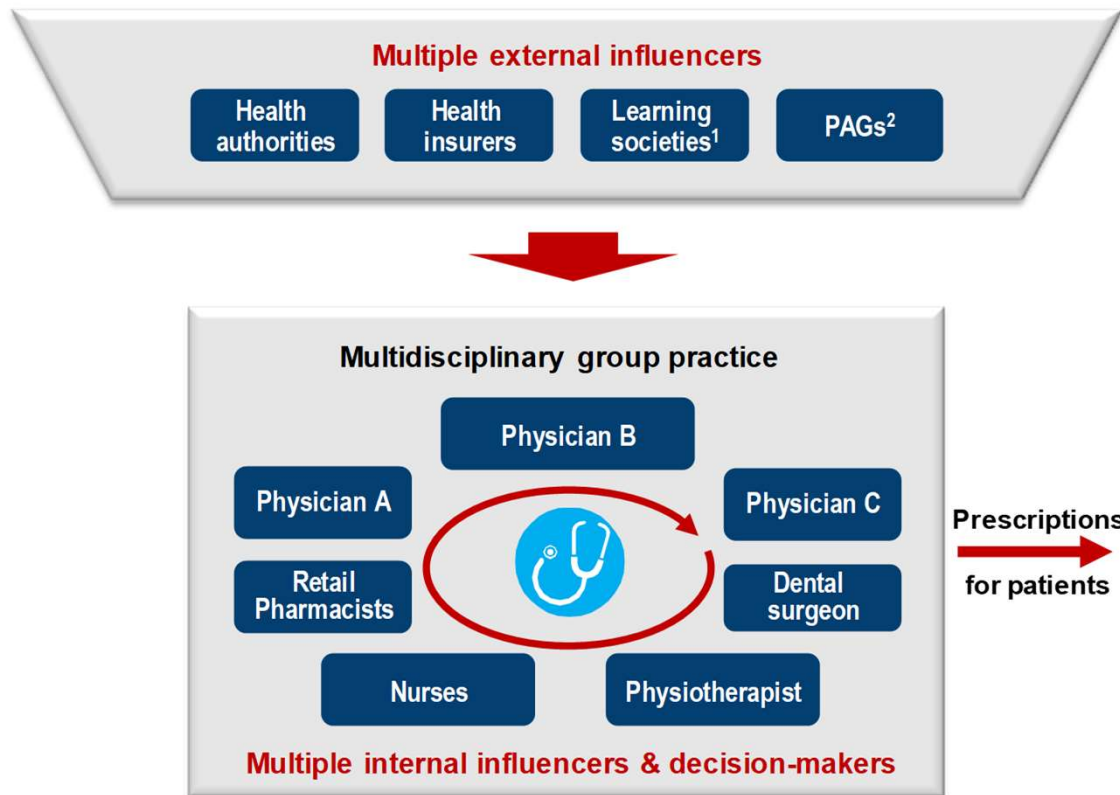 Multiple external influencers
Health
authorities
Health
insurers
Learning
societies¹
PAGs²
Multidisciplinary group practice
Physician B
Physician A
Physician C
Retail
Pharmacists
Dental
surgeon
Nurses
Physiotherapist
Multiple internal influencers & decision-makers
Prescriptions
for patients